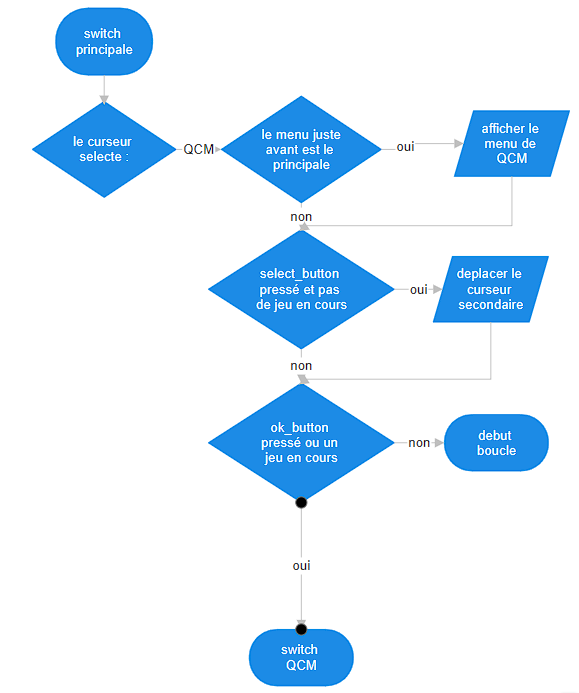 switch
principale
le curseur
selecte :
QCM
le menu juste
avant est le
principale
oui
afficher le
menu de
QCM
non
select_button
pressé et pas
de jeu en cours
oui
deplacer le
curseur
secondaire
non
ok_button
pressé ou un
jeu en cours
non
debut
boucle
oui
switch
QCM